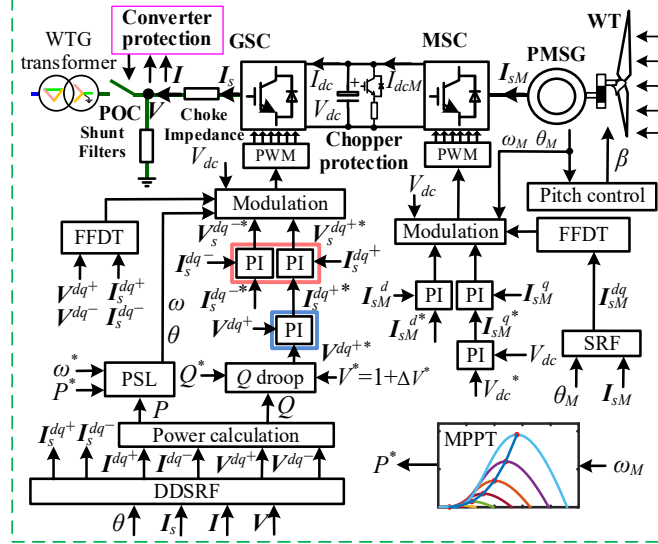 Converter
protection
WTG
transformer
GSC
MSC
WT
PMSG
I
I_s
I_dc
I_dcM
I_sM
POC
V
Choke
Impedance
V_dc
Shunt
Filters
Chopper
protection
PWM
PWM
ω_M θ_M
β
V_dc
V_dc
Pitch control
Modulation
Modulation
FFDT
FFDT
V_s^dq-*
V_s^dq+*
I_s^dq-
PI
PI
I_s^dq+
V^dq+ I_s^dq+
V^dq- I_s^dq-
I_s^dq-*
I_s^dq+*
I_sM^d
PI
PI
I_sM^q
I_sM^dq
ω
θ
V^dq+
PI
I_sM^d*
I_sM^q*
V^dq+*
PI
V_dc
SRF
ω*
P*
PSL
Q*
Q droop
V*=1+ΔV*
V_dc*
θ_M
I_sM
P
Q
I_s^dq+
I_s^dq-
Power calculation
I^dq+
I^dq-
V^dq+
V^dq-
MPPT
P*
ω_M
DDSRF
θ
I_s
I
V